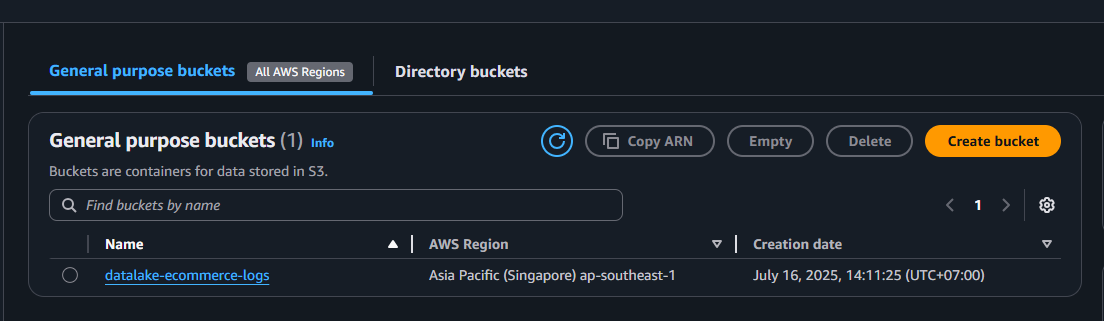 General purpose buckets All AWS Regions Directory buckets
General purpose buckets (1) Info Copy ARN Empty Delete Create bucket
Buckets are containers for data stored in S3.
Find buckets by name 1
Name AWS Region Creation date
datalake-ecommerce-logs Asia Pacific (Singapore) ap-southeast-1 July 16, 2025, 14:11:25 (UTC+07:00)